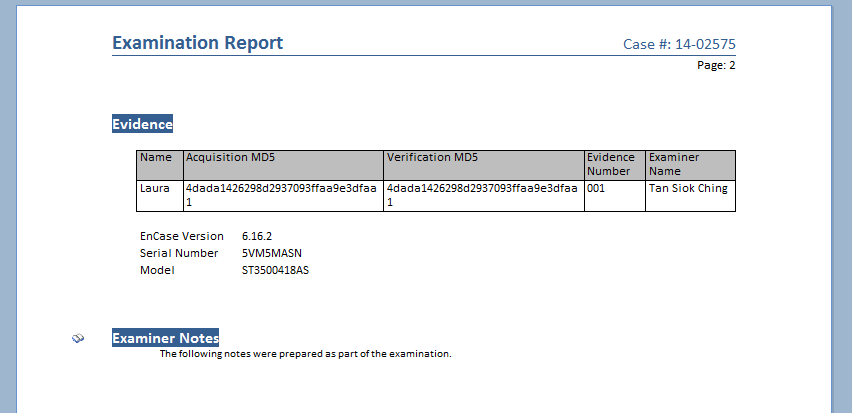 Examination Report Case #: 14-02575
Page: 2
Evidence
Name Acquisition MD5 Verification MD5 Evidence Number Examiner Name
Laura 4dada1426298d2937093ffaa9e3dfaa1 4dada1426298d2937093ffaa9e3dfaa1 001 Tan Siok Ching
EnCase Version 6.16.2
Serial Number 5VM5MASN
Model ST3500418AS
Examiner Notes
The following notes were prepared as part of the examination.